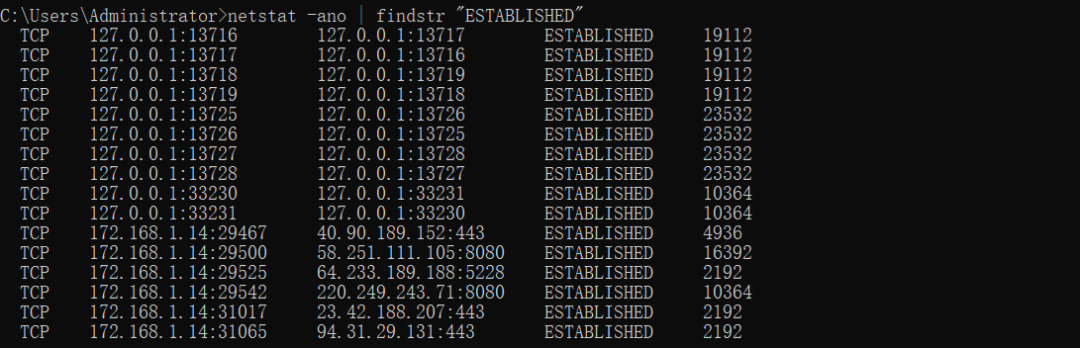 C:\Users\Administrator>netstat -ano | findstr "ESTABLISHED"
TCP 127.0.0.1:13716 127.0.0.1:13717 ESTABLISHED 19112
TCP 127.0.0.1:13717 127.0.0.1:13716 ESTABLISHED 19112
TCP 127.0.0.1:13718 127.0.0.1:13719 ESTABLISHED 19112
TCP 127.0.0.1:13719 127.0.0.1:13718 ESTABLISHED 19112
TCP 127.0.0.1:13725 127.0.0.1:13726 ESTABLISHED 23532
TCP 127.0.0.1:13726 127.0.0.1:13725 ESTABLISHED 23532
TCP 127.0.0.1:13727 127.0.0.1:13728 ESTABLISHED 23532
TCP 127.0.0.1:13728 127.0.0.1:13727 ESTABLISHED 23532
TCP 127.0.0.1:33230 127.0.0.1:33231 ESTABLISHED 10364
TCP 127.0.0.1:33231 127.0.0.1:33230 ESTABLISHED 10364
TCP 172.168.1.14:29467 40.90.189.152:443 ESTABLISHED 4936
TCP 172.168.1.14:29500 58.251.111.105:8080 ESTABLISHED 16392
TCP 172.168.1.14:29525 64.233.189.188:5228 ESTABLISHED 2192
TCP 172.168.1.14:29542 220.249.243.71:8080 ESTABLISHED 10364
TCP 172.168.1.14:31017 23.42.188.207:443 ESTABLISHED 2192
TCP 172.168.1.14:31065 94.31.29.131:443 ESTABLISHED 2192